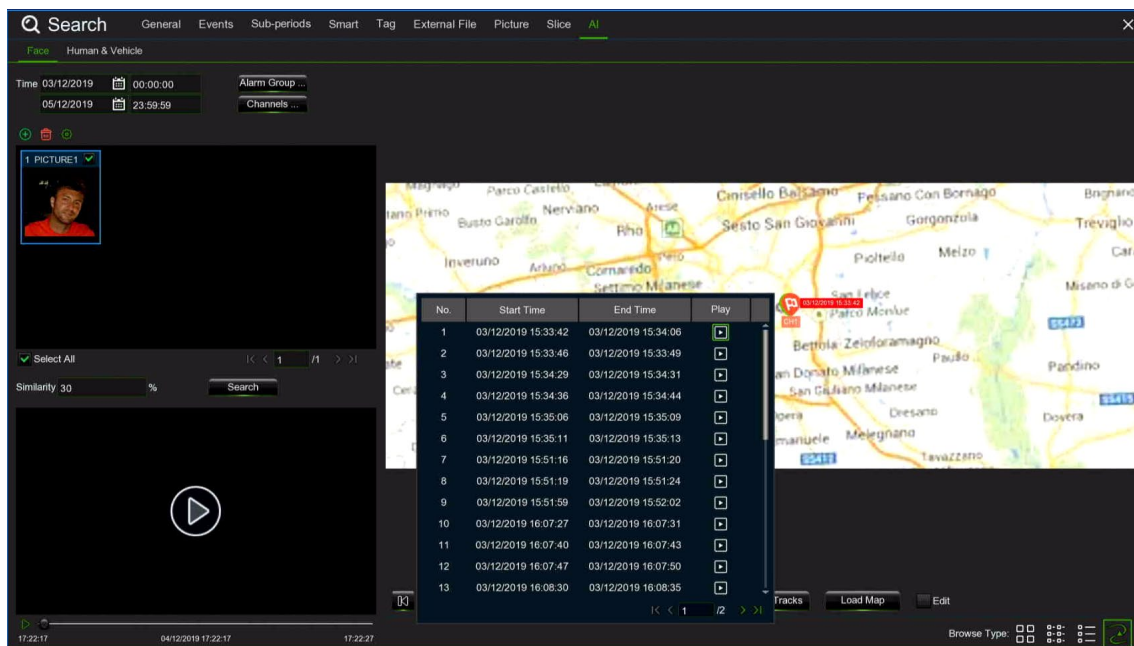 Search General Events Sub-periods Smart Tag External File Picture Slice AI
Face Human & Vehicle
Time 03/12/2019 00:00:00 Alarm Group ...
05/12/2019 23:59:59 Channels ...
1 PICTURE1
Select All 1 /1
Similarity 30 % Search
Parco Castello Cinisello Balsamo Pessano Con Bornago
Nerviano Arese
Busto Garolfo Rho Sesto San Giovanni Gorgonzola Treviglio
Inveruno Arluno Cornaredo Pioltello Melzo
Settimo Milanese
San Felice
03/12/2019 15:33:42
CH1 Parco Monlue
Bettola-Zeloforamagno
Paullo Pandino
San Giuliano Milanese
Dresano Dovera
Melegnano
Tavazzano
No. Start Time End Time Play
1 03/12/2019 15:33:42 03/12/2019 15:34:06
2 03/12/2019 15:33:46 03/12/2019 15:33:49
3 03/12/2019 15:34:29 03/12/2019 15:34:31
4 03/12/2019 15:34:36 03/12/2019 15:34:44
5 03/12/2019 15:35:06 03/12/2019 15:35:09
6 03/12/2019 15:35:11 03/12/2019 15:35:13
7 03/12/2019 15:51:16 03/12/2019 15:51:20
8 03/12/2019 15:51:19 03/12/2019 15:51:24
9 03/12/2019 15:51:59 03/12/2019 15:52:02
10 03/12/2019 16:07:27 03/12/2019 16:07:31
11 03/12/2019 16:07:40 03/12/2019 16:07:43
12 03/12/2019 16:07:47 03/12/2019 16:07:50
13 03/12/2019 16:08:30 03/12/2019 16:08:35
1 /2
Tracks Load Map Edit
17:22:17 04/12/2019 17:22:17 17:22:27
Browse Type: